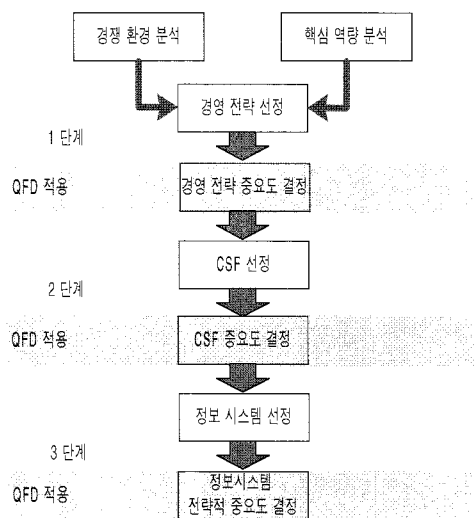 경쟁 환경 분석
핵심 역량 분석
경영 전략 선정
1 단계
QFD 적용
경영 전략 중요도 결정
CSF 선정
2 단계
QFD 적용
CSF 중요도 결정
정보 시스템 선정
3 단계
QFD 적용
정보시스템
전략적 중요도 결정